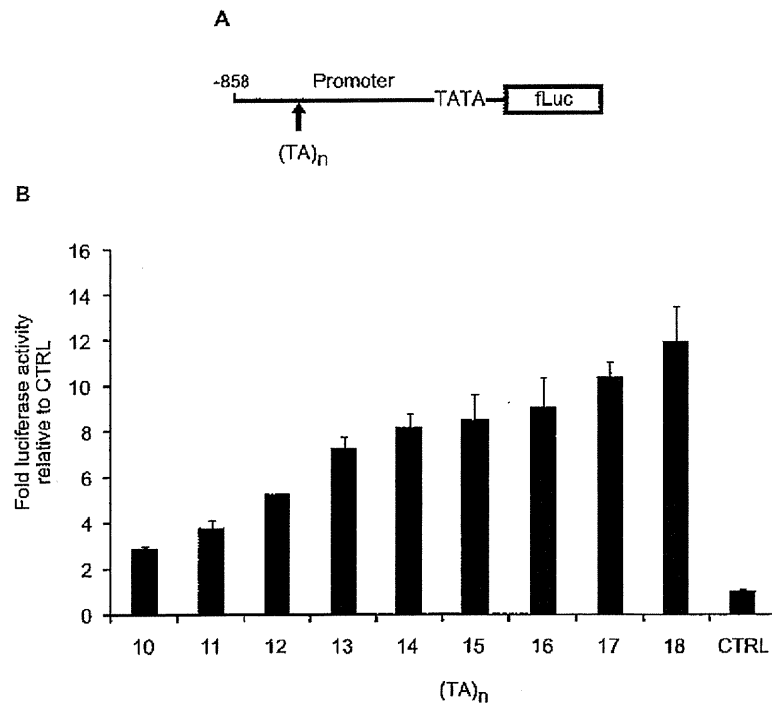 A
-858
Promoter
TATA
fLuc
(TA)n
B
Fold luciferase activity
relative to CTRL
16
14
12
10
8
6
4
2
0
10 11 12 13 14 15 16 17 18 CTRL
(TA)n